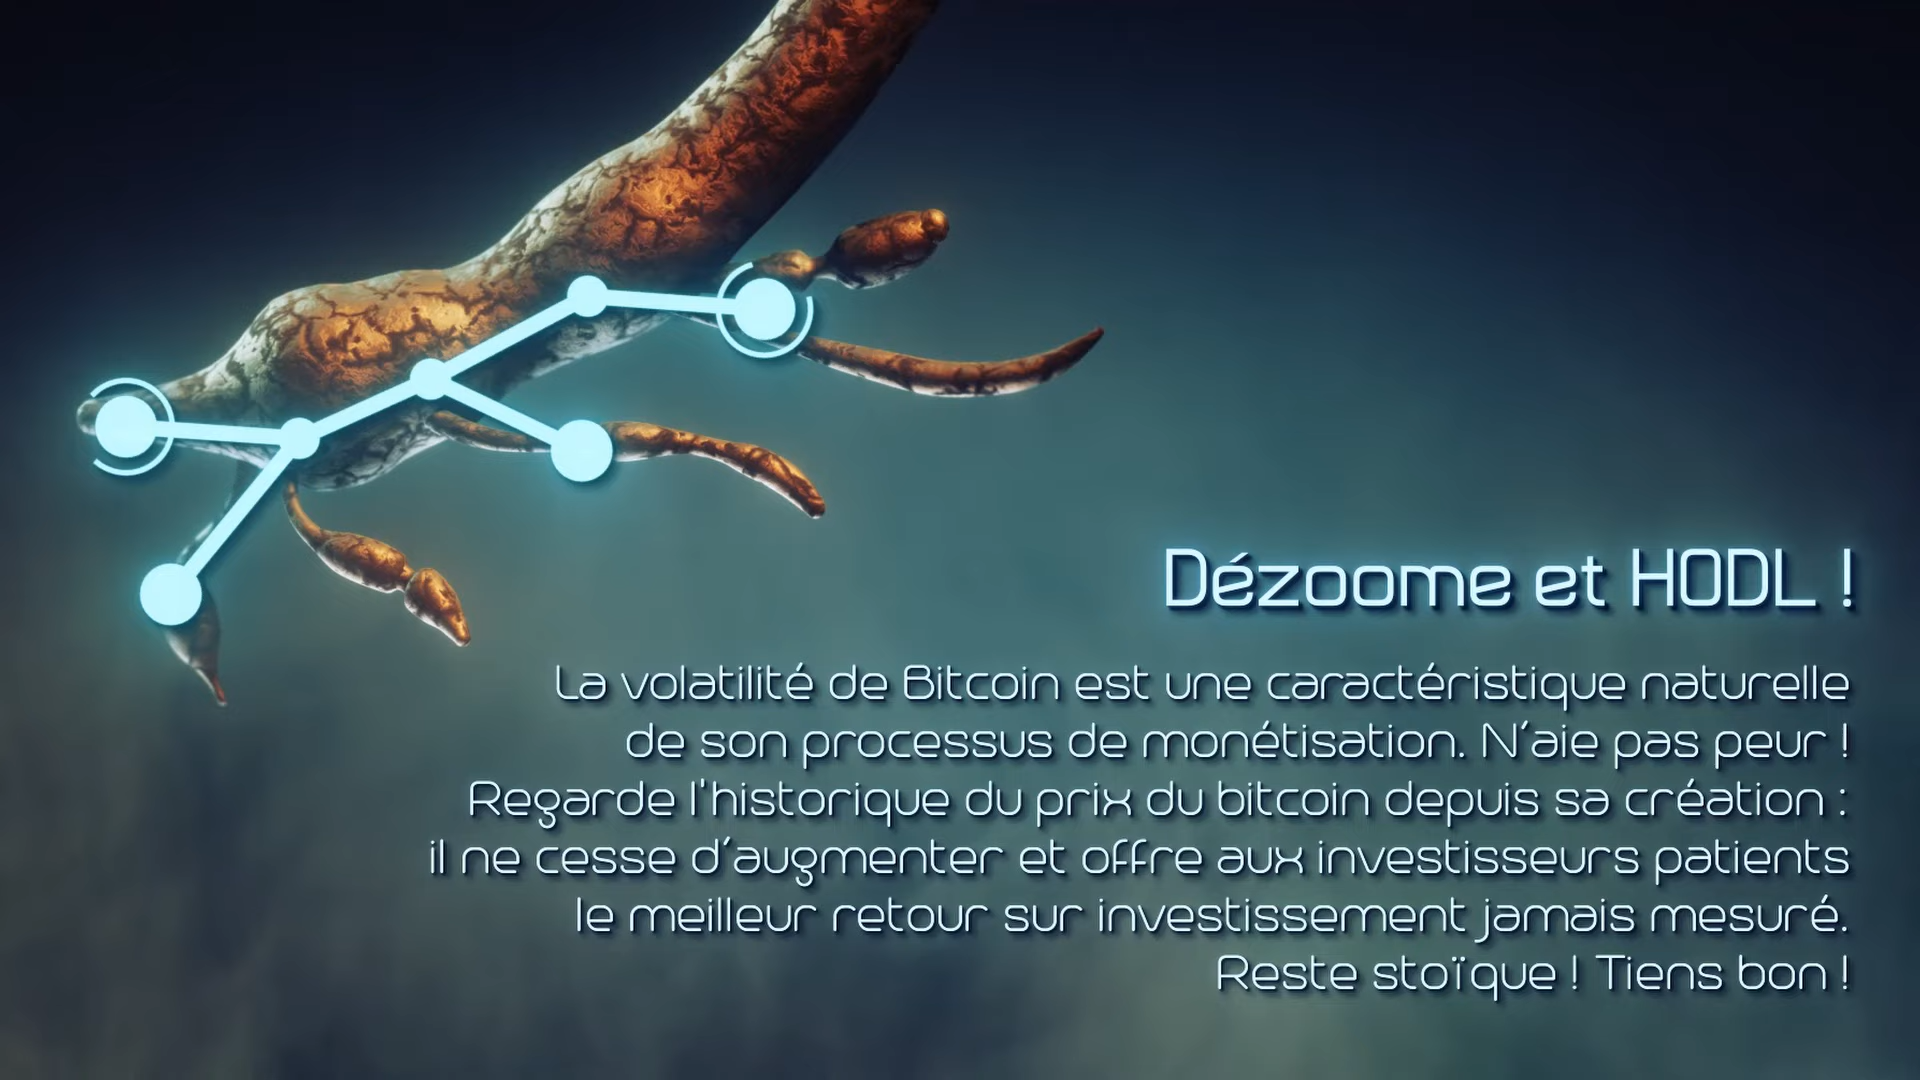 Dézoome et HODL !
La volatilité de Bitcoin est une caractéristique naturelle
de son processus de monétisation. N´aie pas peur !
Regarde l'historique du prix du bitcoin depuis sa création :
il ne cesse d´augmenter et offre aux investisseurs patients
le meilleur retour sur investissement jamais mesuré.
Reste stoïque ! Tiens bon !